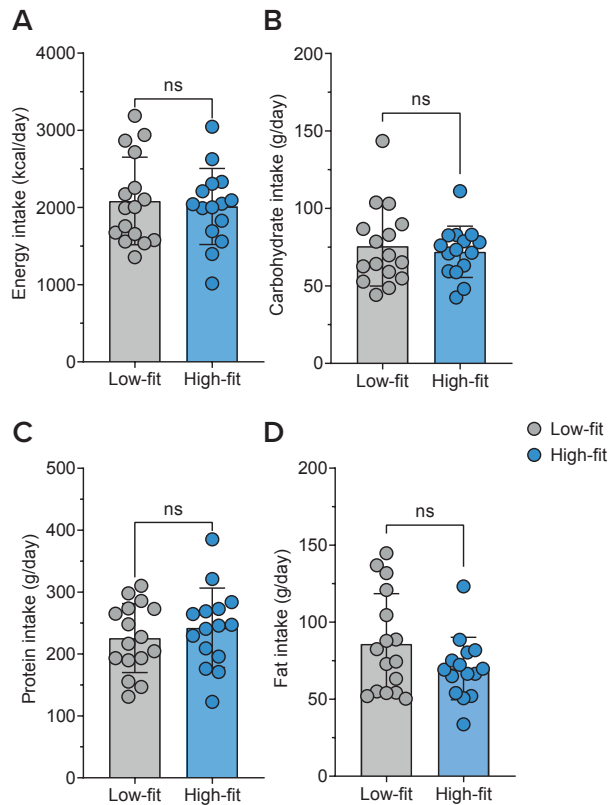 A
Energy intake (kcal/day)
4000
3000
2000
1000
0
ns
Low-fit
High-fit
B
Carbohydrate intake (g/day)
200
150
100
50
0
ns
Low-fit
High-fit
C
Protein intake (g/day)
500
400
300
200
100
0
ns
Low-fit
High-fit
D
Fat intake (g/day)
200
150
100
50
0
ns
Low-fit
High-fit
Low-fit
High-fit